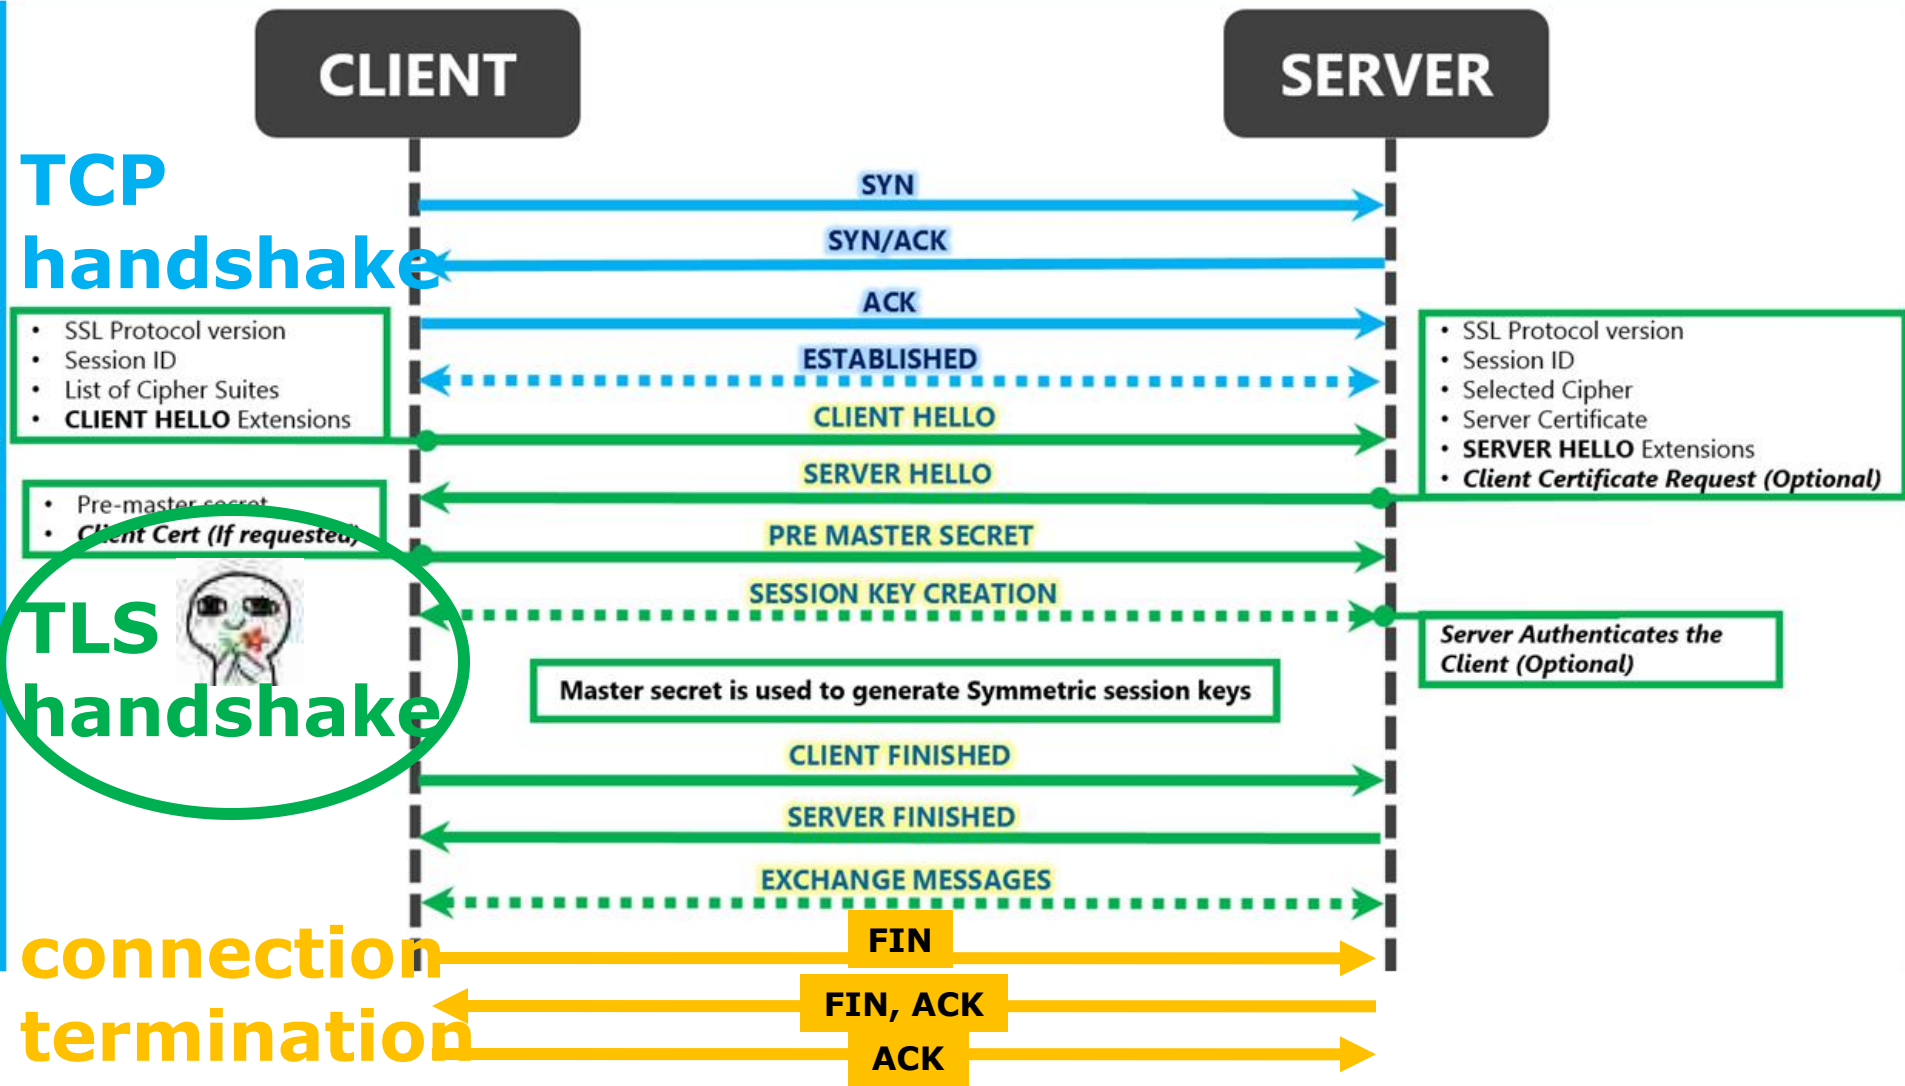 CLIENT
SERVER
TCP
handshake
SYN
SYN/ACK
ACK
ESTABLISHED
• SSL Protocol version
• Session ID
• List of Cipher Suites
• CLIENT HELLO Extensions
• SSL Protocol version
• Session ID
• Selected Cipher
• Server Certificate
• SERVER HELLO Extensions
• Client Certificate Request (Optional)
CLIENT HELLO
SERVER HELLO
• Pre-master secret
• Client Cert (If requested)
PRE MASTER SECRET
SESSION KEY CREATION
TLS
handshake
Server Authenticates the
Client (Optional)
Master secret is used to generate Symmetric session keys
CLIENT FINISHED
SERVER FINISHED
EXCHANGE MESSAGES
connection
termination
FIN
FIN, ACK
ACK